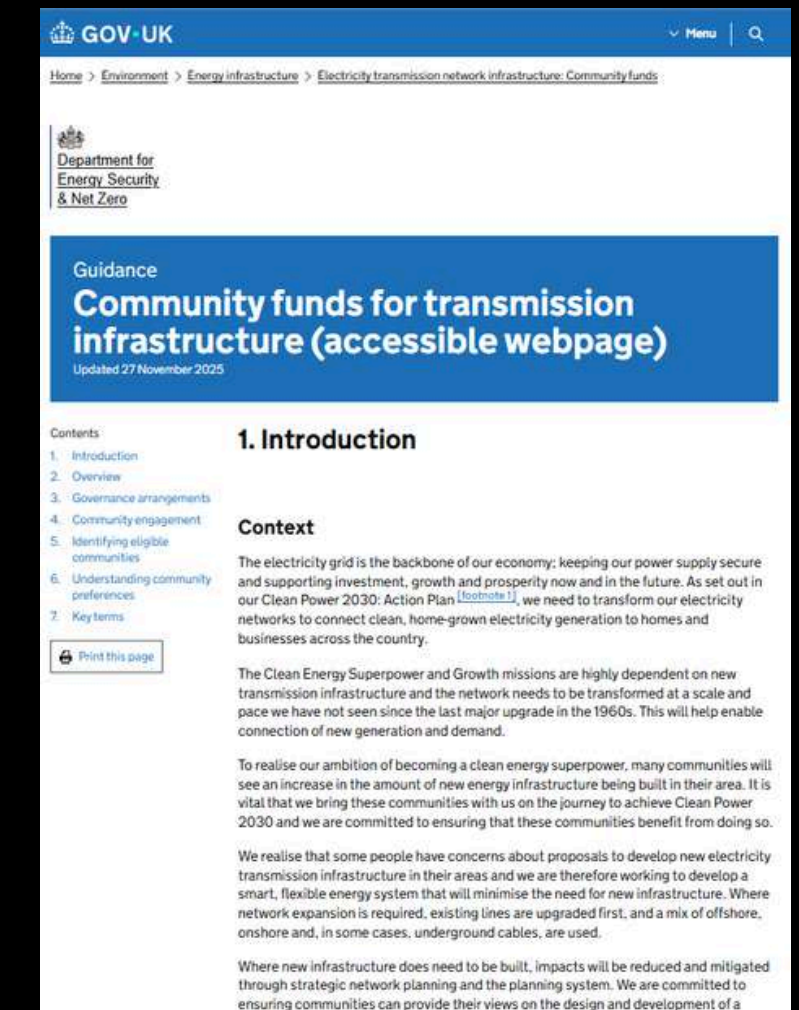 GOV·UK
Menu
Home > Environment > Energy infrastructure > Electricity transmission network infrastructure: Community funds
Department for
Energy Security
& Net Zero
Guidance
Community funds for transmission
infrastructure (accessible webpage)
Updated 27 November 2025
Contents
1. Introduction
2. Overview
3. Governance arrangements
4. Community engagement
5. Identifying eligible
communities
6. Understanding community
preferences
7. Key terms
Print this page
1. Introduction
Context
The electricity grid is the backbone of our economy; keeping our power supply secure
and supporting investment, growth and prosperity now and in the future. As set out in
our Clean Power 2030: Action Plan [footnote 1], we need to transform our electricity
networks to connect clean, home-grown electricity generation to homes and
businesses across the country.
The Clean Energy Superpower and Growth missions are highly dependent on new
transmission infrastructure and the network needs to be transformed at a scale and
pace we have not seen since the last major upgrade in the 1960s. This will help enable
connection of new generation and demand.
To realise our ambition of becoming a clean energy superpower, many communities will
see an increase in the amount of new energy infrastructure being built in their area. It is
vital that we bring these communities with us on the journey to achieve Clean Power
2030 and we are committed to ensuring that these communities benefit from doing so.
We realise that some people have concerns about proposals to develop new electricity
transmission infrastructure in their areas and we are therefore working to develop a
smart, flexible energy system that will minimise the need for new infrastructure. Where
network expansion is required, existing lines are upgraded first, and a mix of offshore,
onshore and, in some cases, underground cables, are used.
Where new infrastructure does need to be built, impacts will be reduced and mitigated
through strategic network planning and the planning system. We are committed to
ensuring communities can provide their views on the design and development of a